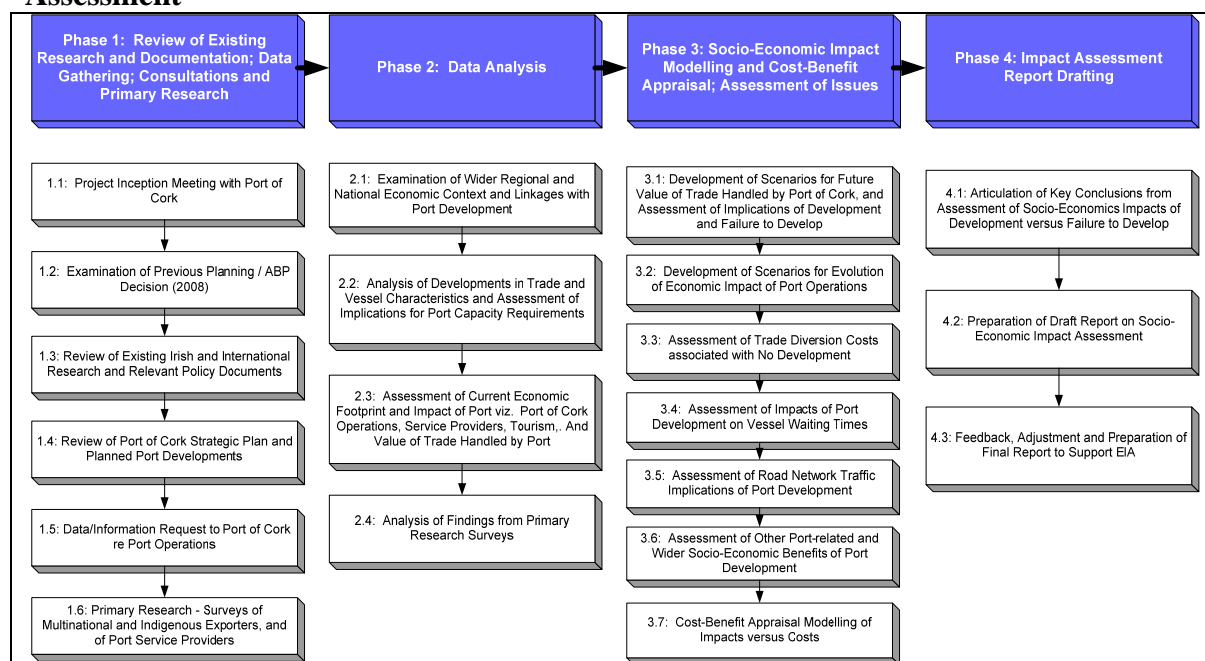 Assessment
Phase 1: Review of Existing
Research and Documentation; Data
Gathering; Consultations and
Primary Research
Phase 2: Data Analysis
Phase 3: Socio-Economic Impact
Modelling and Cost-Benefit
Appraisal; Assessment of Issues
Phase 4: Impact Assessment
Report Drafting
1.1: Project Inception Meeting with Port of
Cork
1.2: Examination of Previous Planning / ABP
Decision (2008)
1.3: Review of Existing Irish and International
Research and Relevant Policy Documents
1.4: Review of Port of Cork Strategic Plan and
Planned Port Developments
1.5: Data/Information Request to Port of Cork
re Port Operations
1.6: Primary Research - Surveys of
Multinational and Indigenous Exporters, and
of Port Service Providers
2.1: Examination of Wider Regional and
National Economic Context and Linkages with
Port Development
2.2: Analysis of Developments in Trade and
Vessel Characteristics and Assessment of
Implications for Port Capacity Requirements
2.3: Assessment of Current Economic
Footprint and Impact of Port viz. Port of Cork
Operations, Service Providers, Tourism,. And
Value of Trade Handled by Port
2.4: Analysis of Findings from Primary
Research Surveys
3.1: Development of Scenarios for Future
Value of Trade Handled by Port of Cork, and
Assessment of Implications of Development
and Failure to Develop
3.2: Development of Scenarios for Evolution
of Economic Impact of Port Operations
3.3: Assessment of Trade Diversion Costs
associated with No Development
3.4: Assessment of Impacts of Port
Development on Vessel Waiting Times
3.5: Assessment of Road Network Traffic
Implications of Port Development
3.6: Assessment of Other Port-related and
Wider Socio-Economic Benefits of Port
Development
3.7: Cost-Benefit Appraisal Modelling of
Impacts versus Costs
4.1: Articulation of Key Conclusions from
Assessment of Socio-Economics Impacts of
Development versus Failure to Develop
4.2: Preparation of Draft Report on Socio-
Economic Impact Assessment
4.3: Feedback, Adjustment and Preparation of
Final Report to Support EIA